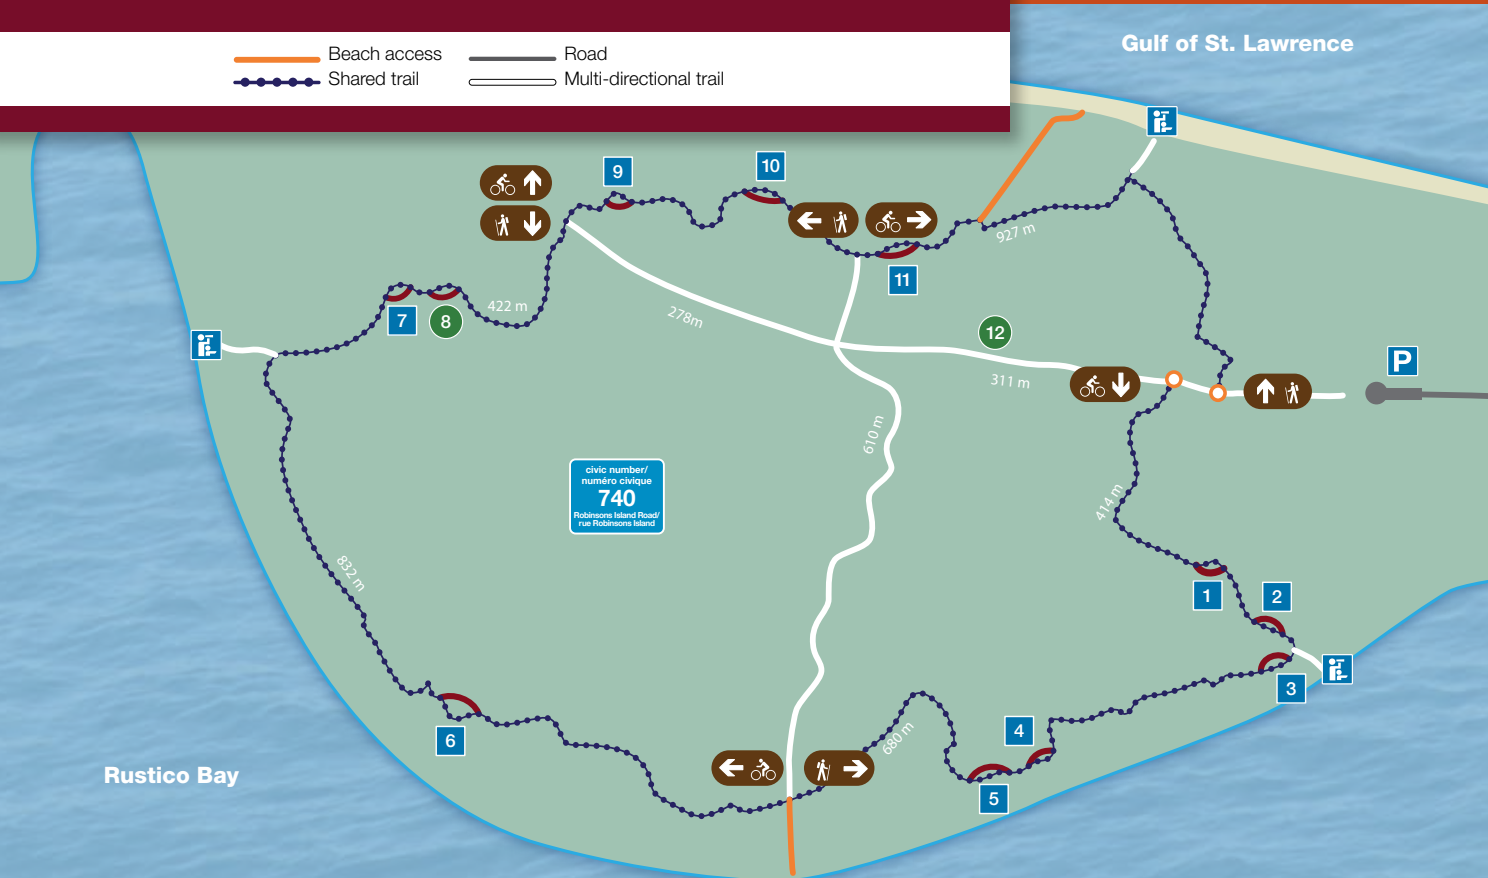 Beach access
Road
Shared trail
Multi-directional trail
Gulf of St. Lawrence
9
10
11
927 m
7
8
422 m
278m
12
311 m
P
610 m
civic number/
numéro civique
740
Robinsons Island Road/
rue Robinsons Island
414 m
832 m
1
2
3
6
680 m
4
5
Rustico Bay